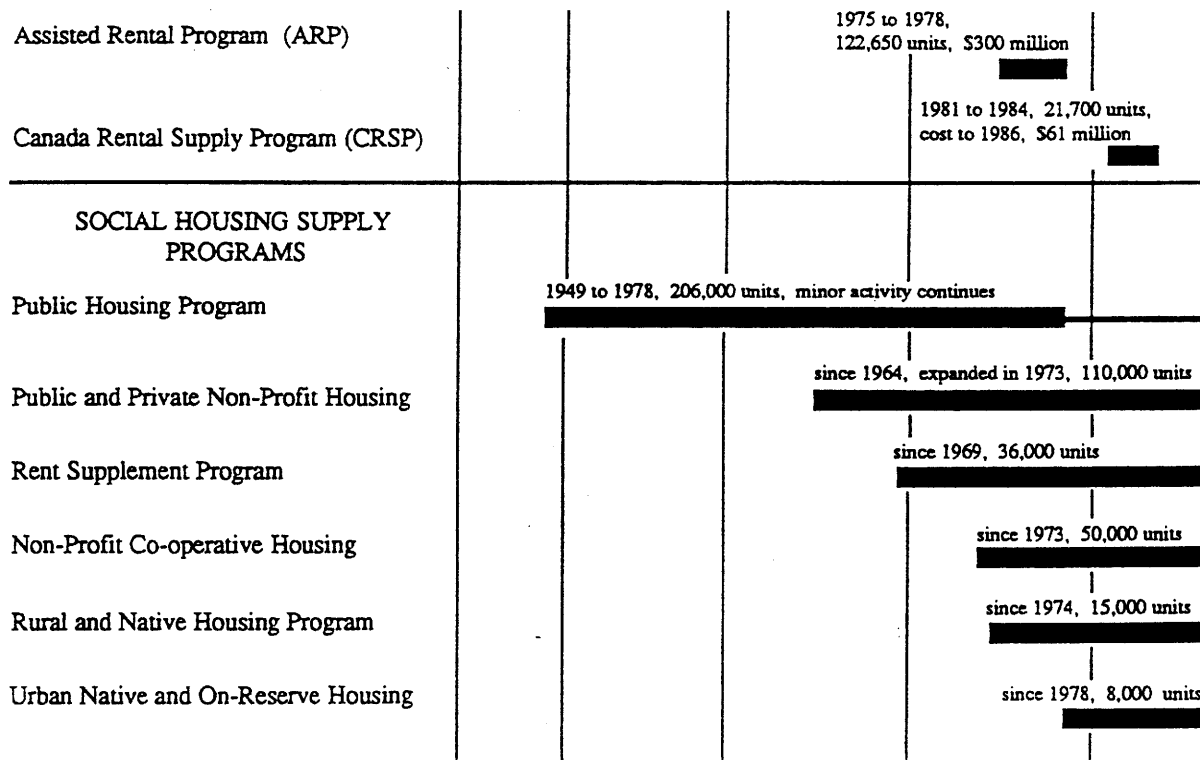 Assisted Rental Program (ARP)
1975 to 1978,
122,650 units, $300 million
Canada Rental Supply Program (CRSP)
1981 to 1984, 21,700 units,
cost to 1986, $61 million
SOCIAL HOUSING SUPPLY
PROGRAMS
Public Housing Program
1949 to 1978, 206,000 units, minor activity continues
Public and Private Non-Profit Housing
since 1964, expanded in 1973, 110,000 units
Rent Supplement Program
since 1969, 36,000 units
Non-Profit Co-operative Housing
since 1973, 50,000 units
Rural and Native Housing Program
since 1974, 15,000 units
Urban Native and On-Reserve Housing
since 1978, 8,000 units